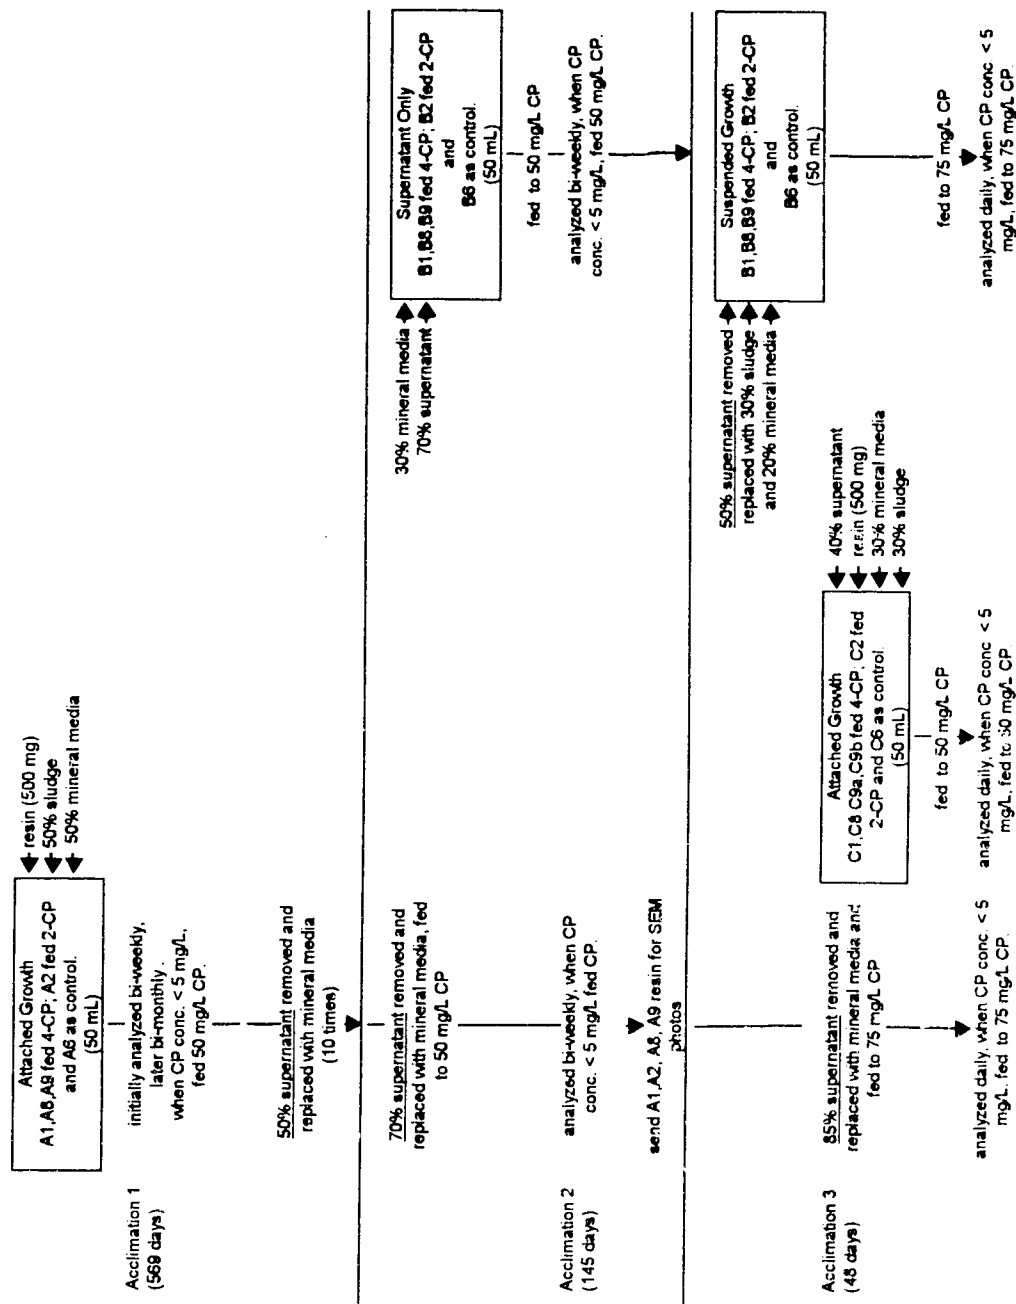 Attached Growth
A1,A8,A9 fed 4-CP; A2 fed 2-CP
and A6 as control.
(50 mL)
resin (500 mg)
50% sludge
50% mineral media
Acclimation 1
(569 days)
initially analyzed bi-weekly,
later bi-monthly.
when CP conc. < 5 mg/L,
fed 50 mg/L CP.
50% supernatant removed and
replaced with mineral media
(10 times)
70% supernatant removed and
replaced with mineral media, fed
to 50 mg/L CP
30% mineral media
70% supernatant
Supernatant Only
B1,B8,B9 fed 4-CP; B2 fed 2-CP
and
B6 as control.
(50 mL)
fed to 50 mg/L CP
analyzed bi-weekly, when CP
conc. < 5 mg/L, fed 50 mg/L CP.
Acclimation 2
(145 days)
analyzed bi-weekly, when CP
conc. < 5 mg/L fed CP.
send A1,A2, A8, A9 resin for SEM
photos
50% supernatant removed
replaced with 30% sludge
and 20% mineral media
Suspended Growth
B1,B8,B9 fed 4-CP; B2 fed 2-CP
and
B6 as control.
(50 mL)
fed to 75 mg/L CP
analyzed daily, when CP conc < 5
mg/L, fed to 75 mg/L CP.
Acclimation 3
(48 days)
85% supernatant removed and
replaced with mineral media and
fed to 75 mg/L CP
analyzed daily, when CP conc. < 5
mg/L. fed to 75 mg/L CP.
Attached Growth
C1,C8 C9a,C9b fed 4-CP; C2 fed
2-CP and C6 as control.
(50 mL)
40% supernatant
resin (500 mg)
30% mineral media
30% sludge
fed to 50 mg/L CP
analyzed daily, when CP conc < 5
mg/L, fed to 50 mg/L CP.